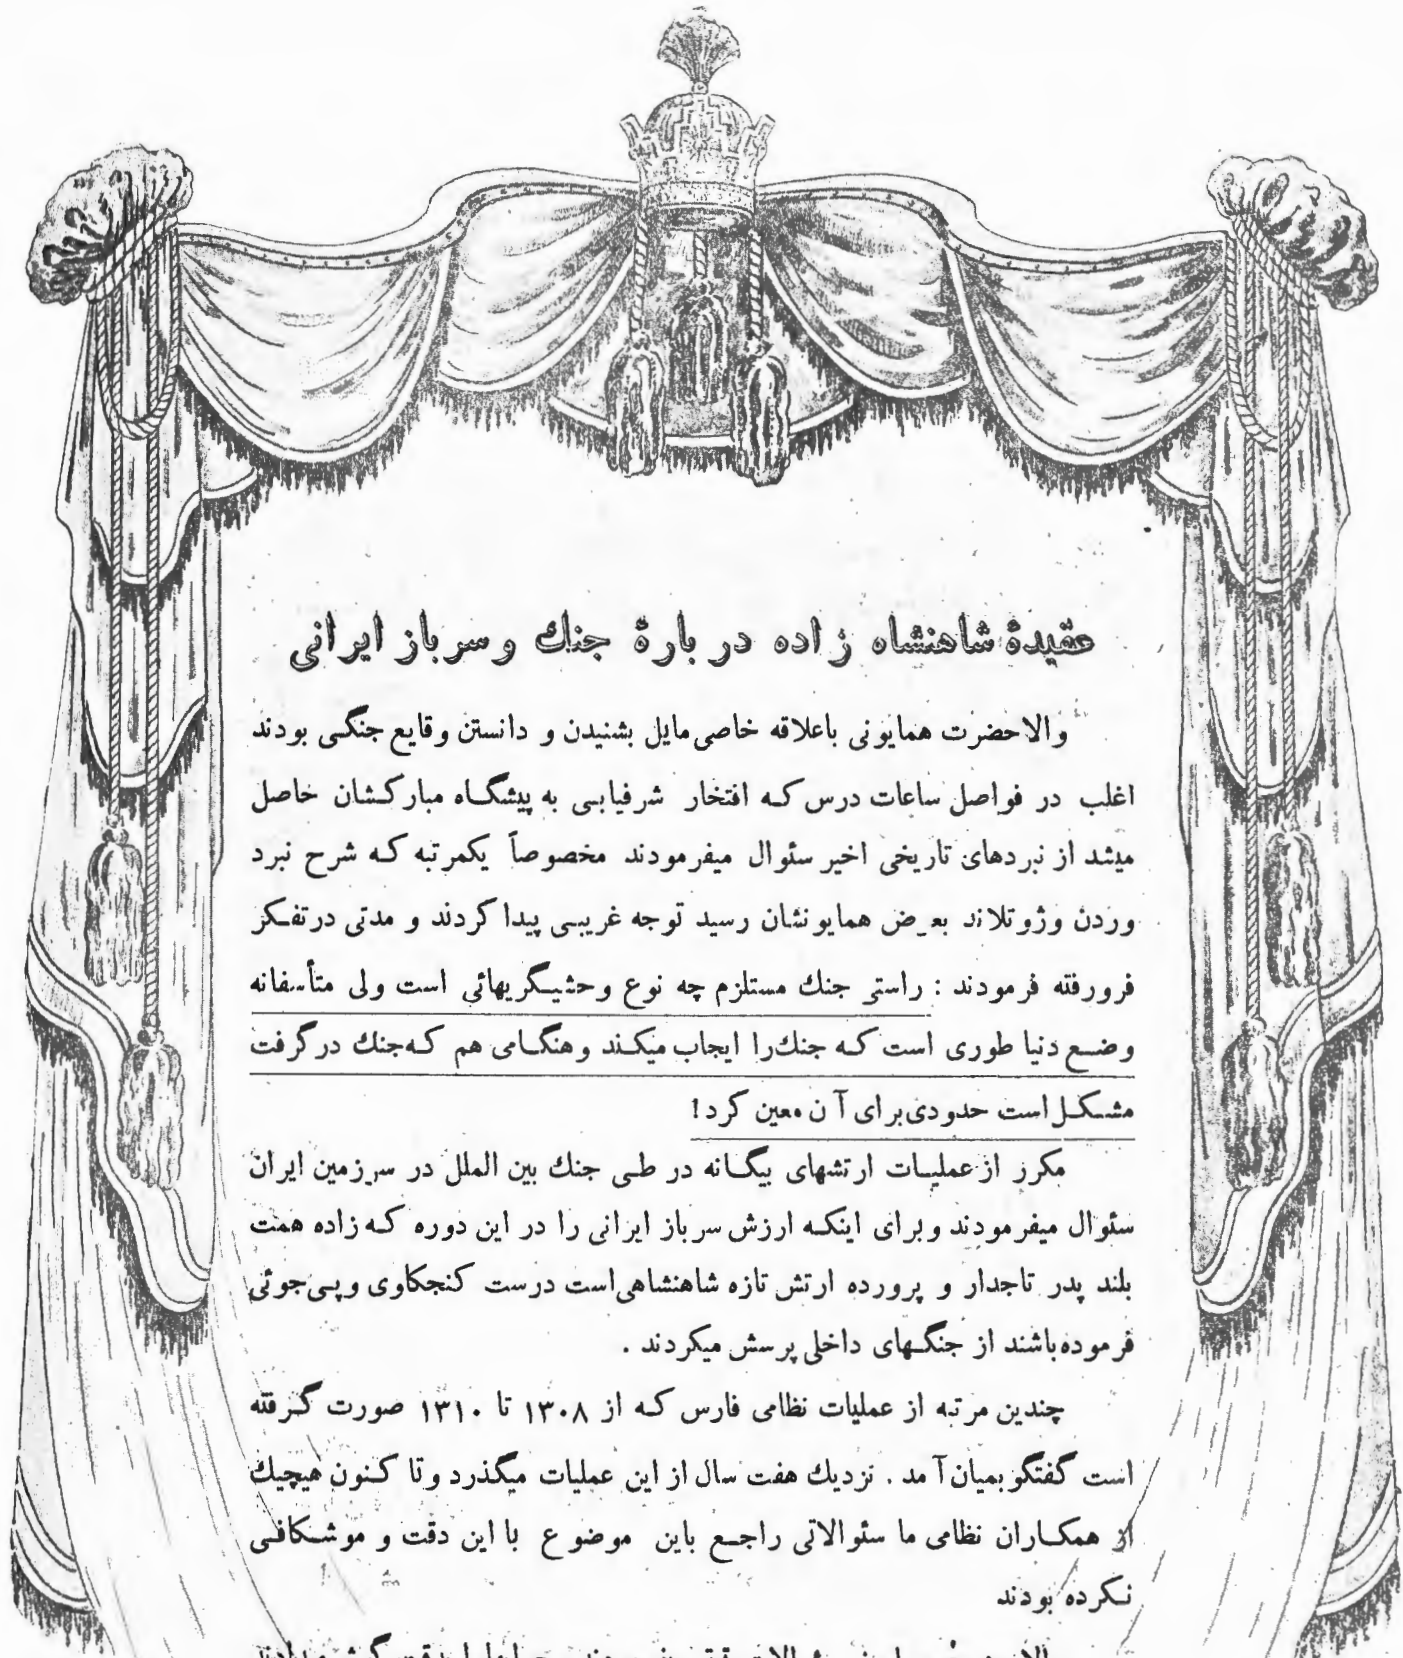 عقیدهٔ شاهنشاه زاده در بارهٔ جنك و سرباز ایرانی
والاحضرت همایونی باعلاقه خاصی مایل بشنیدن و دانستن وقایع جنگی بودند
اغلب در فواصل ساعات درس که افتخار شرفیابی به پیشگاه مبارکشان حاصل
میشد از نبردهای تاریخی اخیر سئوال میفرمودند مخصوصاً یکمرتبه که شرح نبرد
وردن وژوتلاند بعرض همایونشان رسید توجه غریبی پیدا کردند و مدتی درتفکر
فرورفته فرمودند : راستی جنك مستلزم چه نوع وحشیگریهائی است ولی متأسفانه
وضع دنیا طوری است که جنك را ایجاب میکند وهنگامی هم که جنك درگرفت
مشکل است حدودی برای آن معین کرد!
مکرر ازعملیات ارتشهای بیگانه در طی جنك بین الملل در سرزمین ایران
سئوال میفرمودند وبرای اینکه ارزش سرباز ایرانی را در این دوره که زاده همت
بلند پدر تاجدار و پرورده ارتش تازه شاهنشاهی است درست کنجکاوی وپی جوئی
فرموده باشند از جنگهای داخلی پرسش میکردند .
چندین مرتبه از عملیات نظامی فارس که از ۱۳۰۸ تا ۱۳۱۰ صورت گرفته
است گفتگو بمیان آمد . نزدیك هفت سال از این عملیات میگذرد وتا کنون هیچیك
از همکاران نظامی ما سئوالاتی راجع باین موضوع با این دقت و موشکافی
نکرده بودند